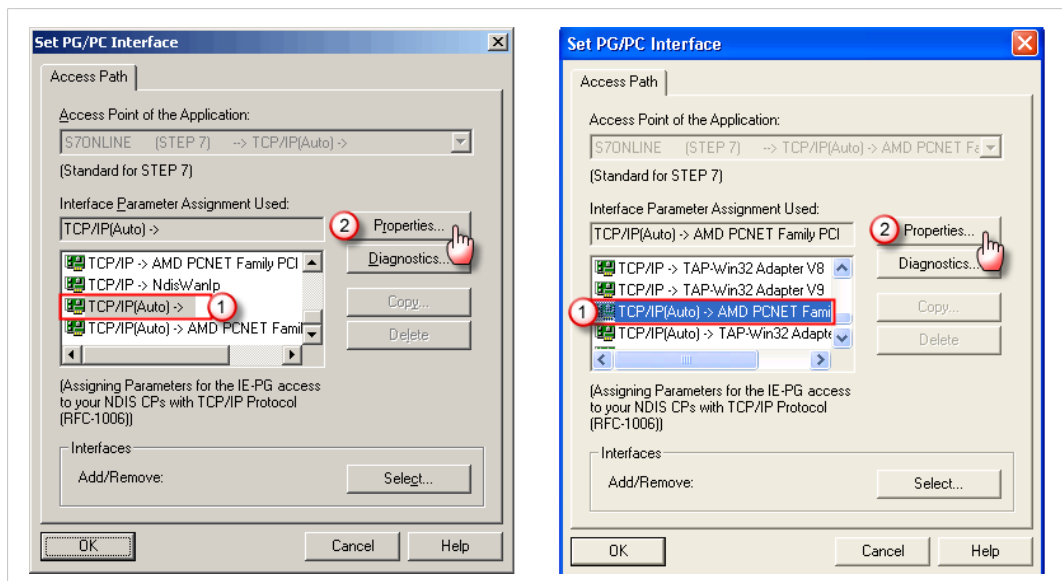 Set PG/PC Interface
Access Path
Access Point of the Application:
S7ONLINE (STEP 7) --> TCP/IP(Auto) ->
(Standard for STEP 7)
Interface Parameter Assignment Used:
TCP/IP(Auto) ->
2
Properties...
TCP/IP -> AMD PCNET Family PCI
TCP/IP -> NdisWanIp
TCP/IP(Auto) ->
1
TCP/IP(Auto) -> AMD PCNET Famil
Diagnostics...
Copy...
Delete
(Assigning Parameters for the IE-PG access
to your NDIS CPs with TCP/IP Protocol
(RFC-1006))
Interfaces
Add/Remove:
Select...
OK
Cancel
Help
Set PG/PC Interface
Access Path
Access Point of the Application:
S7ONLINE (STEP 7) --> TCP/IP(Auto) -> AMD PCNET Fa
(Standard for STEP 7)
Interface Parameter Assignment Used:
TCP/IP(Auto) -> AMD PCNET Family PCI
2
Properties...
TCP/IP -> TAP-Win32 Adapter V8
TCP/IP -> TAP-Win32 Adapter V9
1
TCP/IP(Auto) -> AMD PCNET Fami
TCP/IP(Auto) -> TAP-Win32 Adapte
Diagnostics...
Copy...
Delete
(Assigning Parameters for the IE-PG access
to your NDIS CPs with TCP/IP Protocol
(RFC-1006))
Interfaces
Add/Remove:
Select...
OK
Cancel
Help